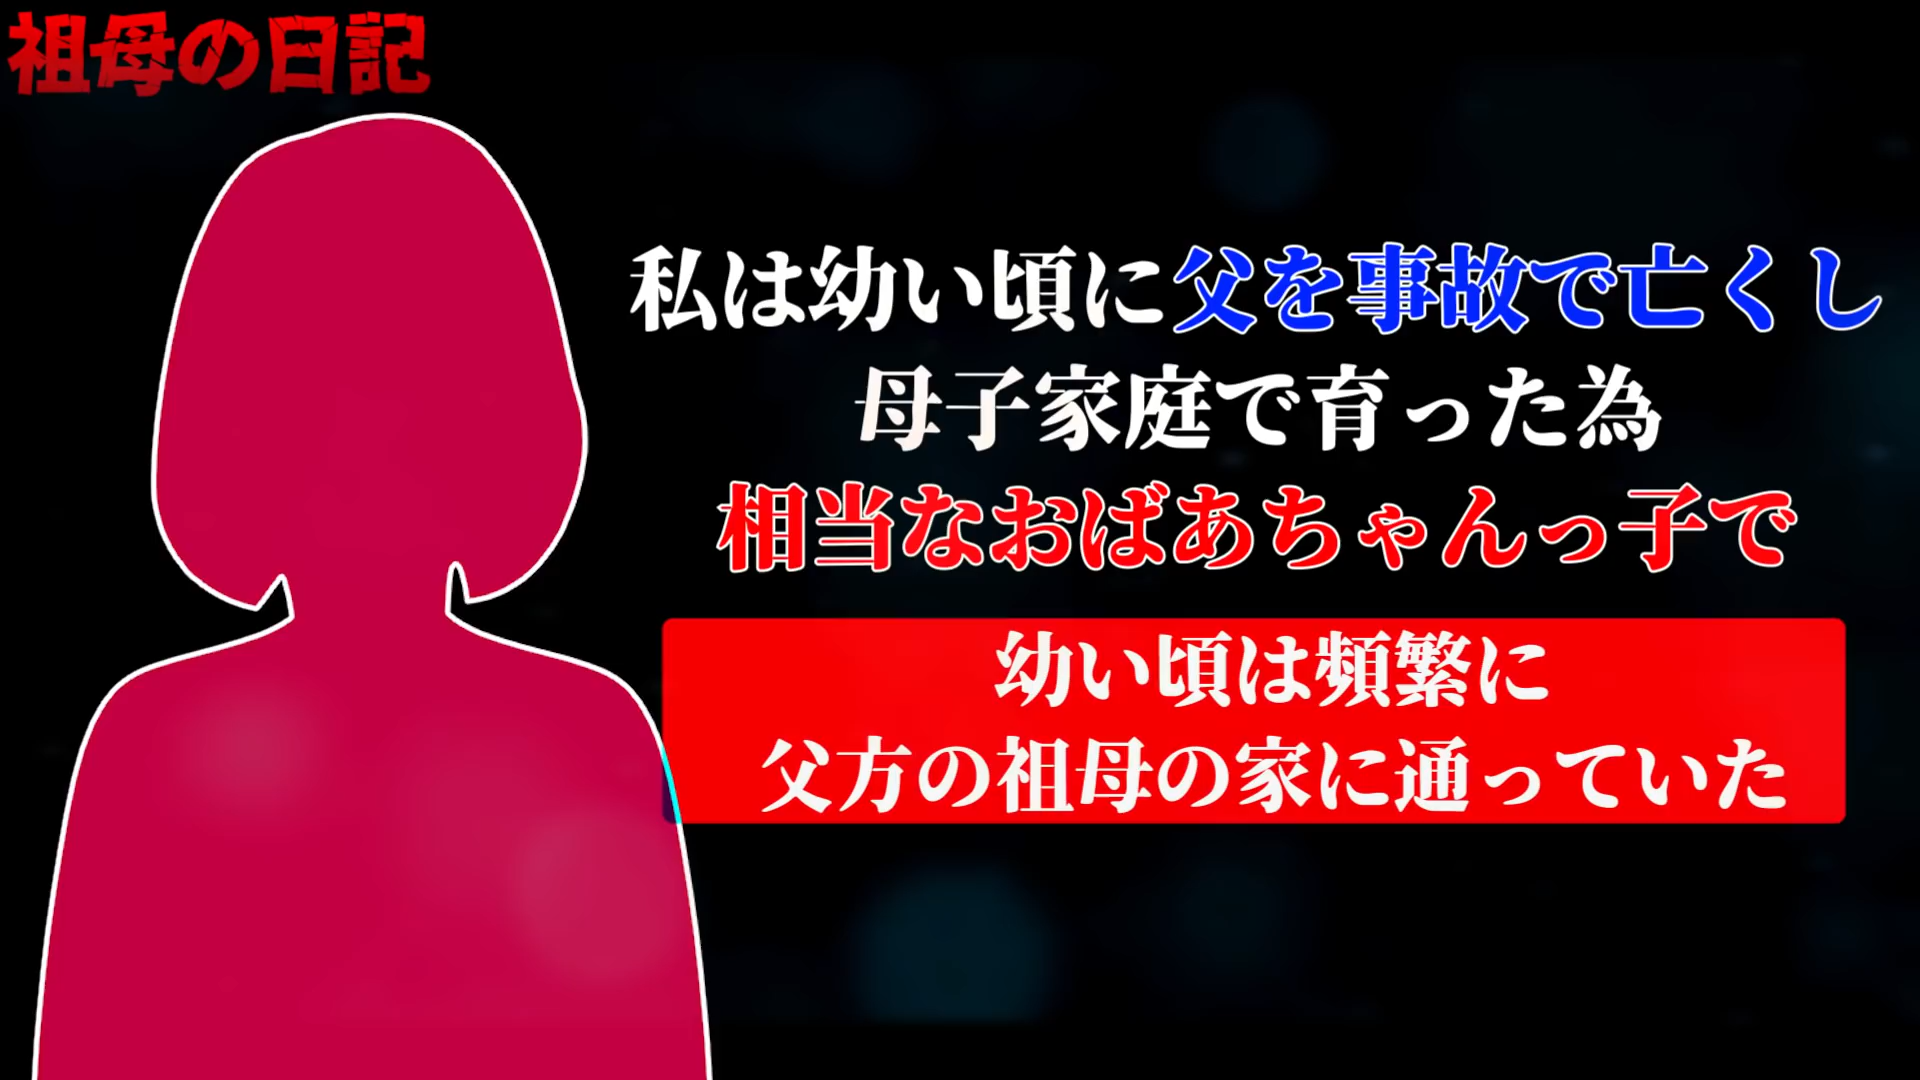 祖母の日記
私は幼い頃に父を事故で亡くし
母子家庭で育った為
相当なおばあちゃんっ子で
幼い頃は頻繁に
父方の祖母の家に通っていた